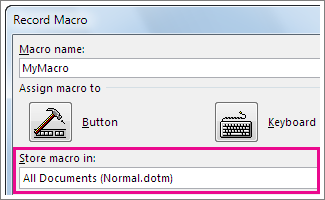 Record Macro
Macro name:
MyMacro
Assign macro to
Button Keyboard
Store macro in:
All Documents (Normal.dotm)